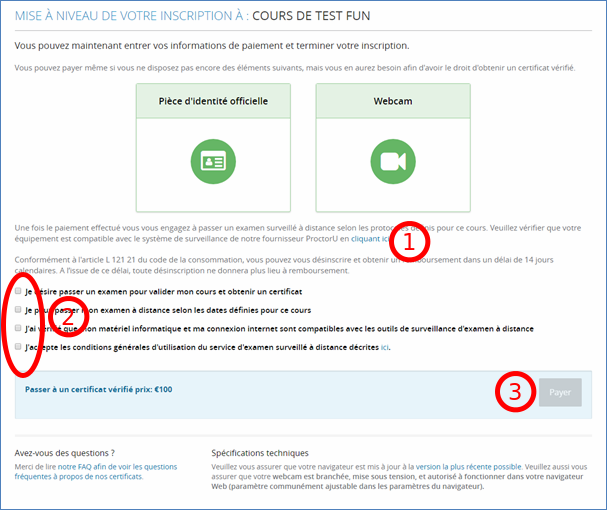 MISE À NIVEAU DE VOTRE INSCRIPTION À : COURS DE TEST FUN
Vous pouvez maintenant entrer vos informations de paiement et terminer votre inscription.
Vous pouvez payer même si vous ne disposez pas encore des éléments suivants, mais vous en aurez besoin afin d'avoir le droit d'obtenir un certificat vérifié.
Pièce d'identité officielle
Webcam
Une fois le paiement effectué vous vous engagez à passer un examen surveillé à distance selon les protocoles définis pour ce cours. Veuillez vérifier que votre
équipement est compatible avec le système de surveillance de notre fournisseur ProctorU en cliquant ici
1
Conformément à l'article L 121 21 du code de la consommation, vous pouvez vous désinscrire et obtenir un remboursement dans un délai de 14 jours
calendaires. A l'issue de ce délai, toute désinscription ne donnera plus lieu à remboursement.
Je désire passer un examen pour valider mon cours et obtenir un certificat
Je peux passer mon examen à distance selon les dates définies pour ce cours
2
J'ai vérifié que mon matériel informatique et ma connexion internet sont compatibles avec les outils de surveillance d'examen à distance
J'accepte les conditions générales d'utilisation du service d'examen surveillé à distance décrites ici.
Passer à un certificat vérifié prix: €100
3
Payer
Avez-vous des questions ?
Merci de lire notre FAQ afin de voir les questions
fréquentes à propos de nos certificats.
Spécifications techniques
Veuillez vous assurer que votre navigateur est mis à jour à la version la plus récente possible. Veuillez aussi vous
assurer que votre webcam est branchée, mise sous tension, et autorisé à fonctionner dans votre navigateur
Web (paramètre communément ajustable dans les paramètres du navigateur).